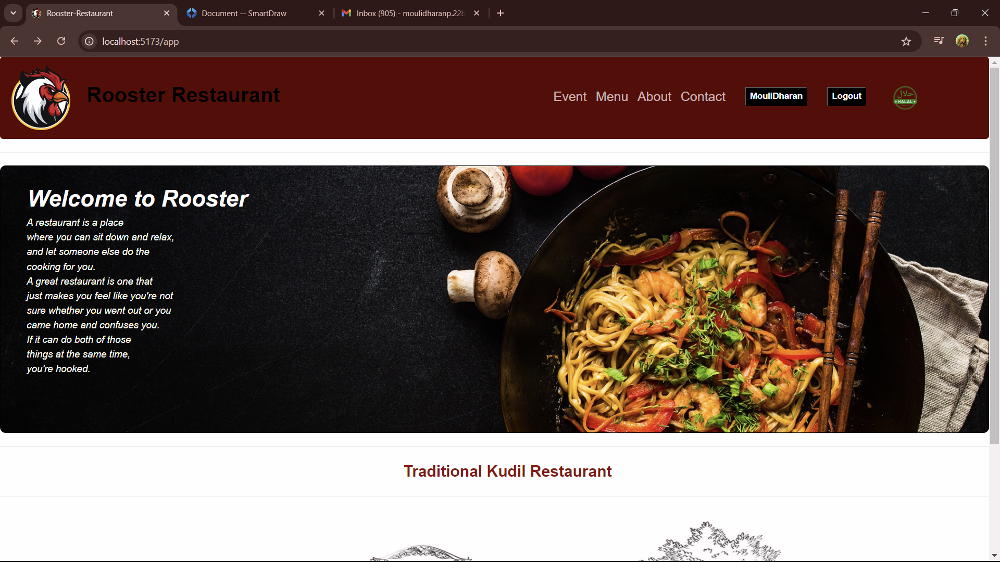 Rooster-Restaurant
Document -- SmartDraw
Inbox (905) - moulidharanp.22b
localhost:5173/app
Rooster Restaurant
Event Menu About Contact MouliDharan Logout
حلال
HALAL
Welcome to Rooster
A restaurant is a place
where you can sit down and relax,
and let someone else do the
cooking for you.
A great restaurant is one that
just makes you feel like you're not
sure whether you went out or you
came home and confuses you.
If it can do both of those
things at the same time,
you're hooked.
Traditional Kudil Restaurant